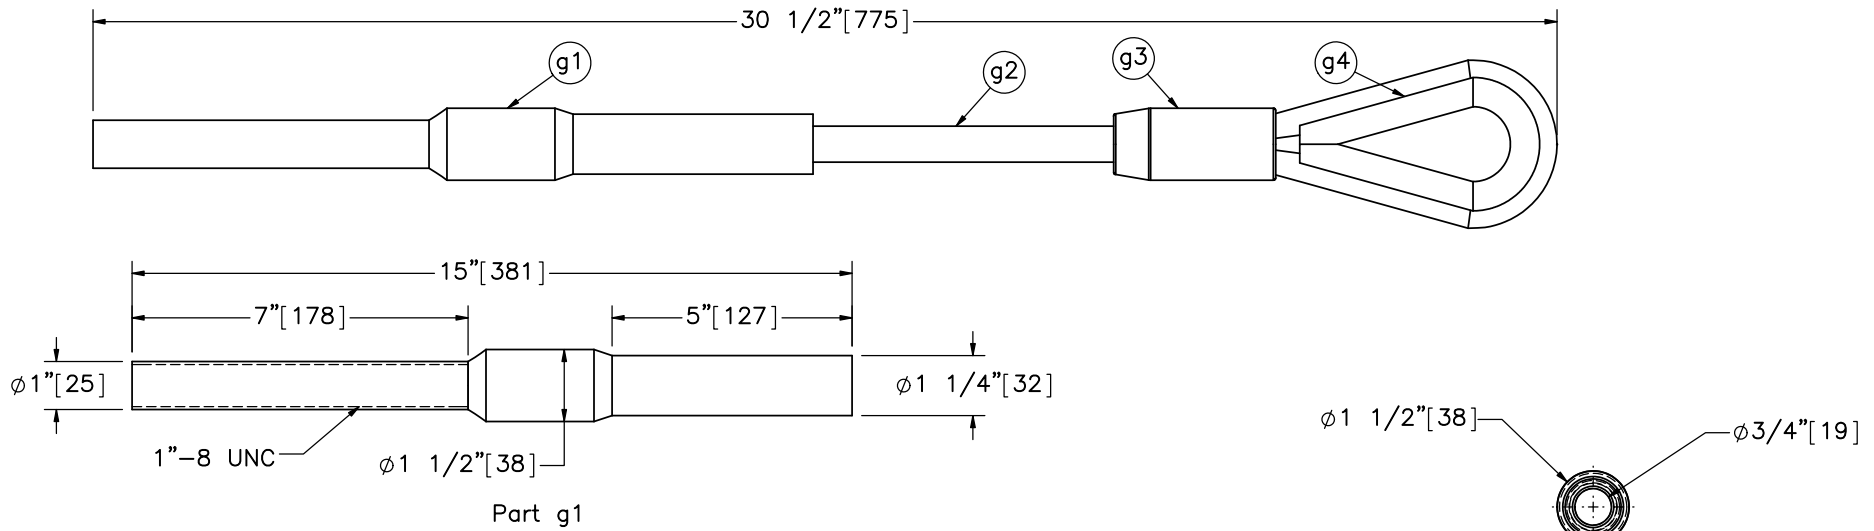 30 1/2"[775]
g1
g2
g3
g4
15"[381]
7"[178]
5"[127]
⌀1"[25]
⌀1 1/4"[32]
1"-8 UNC
⌀1 1/2"[38]
Part g1
⌀1 1/2"[38]
⌀3/4"[19]